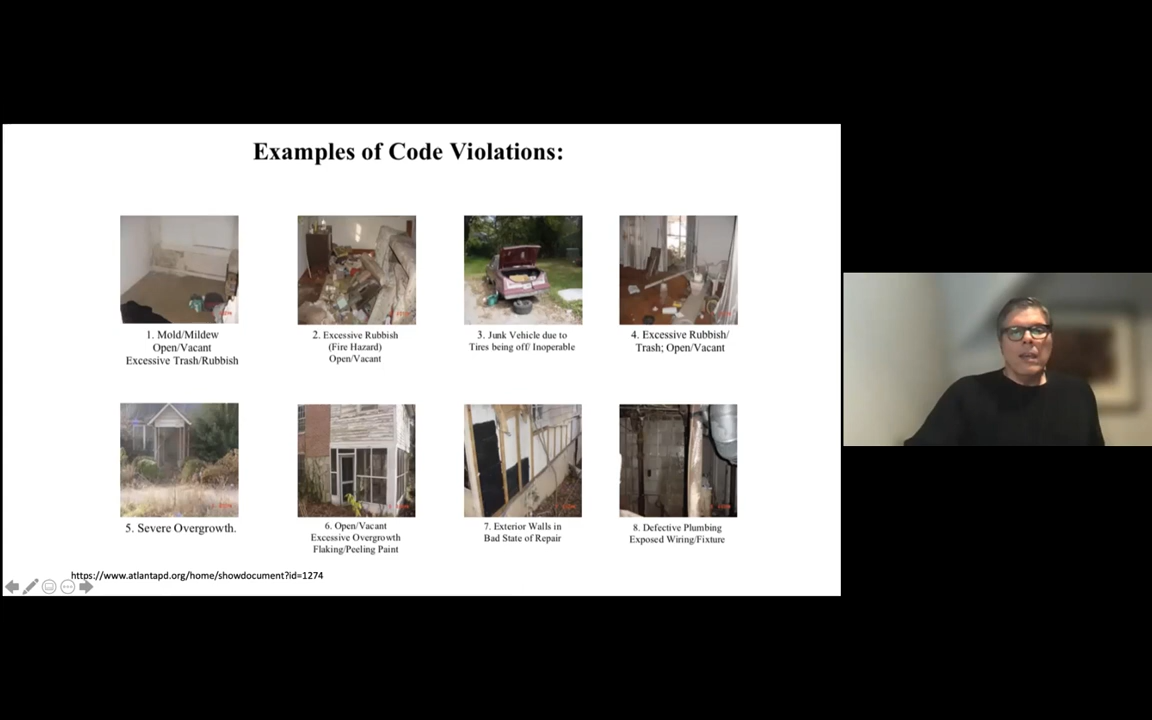 Examples of Code Violations:
1. Mold/Mildew
Open/Vacant
Excessive Trash/Rubbish
2. Excessive Rubbish
(Fire Hazard)
Open/Vacant
3. Junk Vehicle due to
Tires being off/ Inoperable
4. Excessive Rubbish/
Trash; Open/Vacant
5. Severe Overgrowth.
6. Open/Vacant
Excessive Overgrowth
Flaking/Peeling Paint
7. Exterior Walls in
Bad State of Repair
8. Defective Plumbing
Exposed Wiring/Fixture
https://www.atlantapd.org/home/showdocument?id=1274